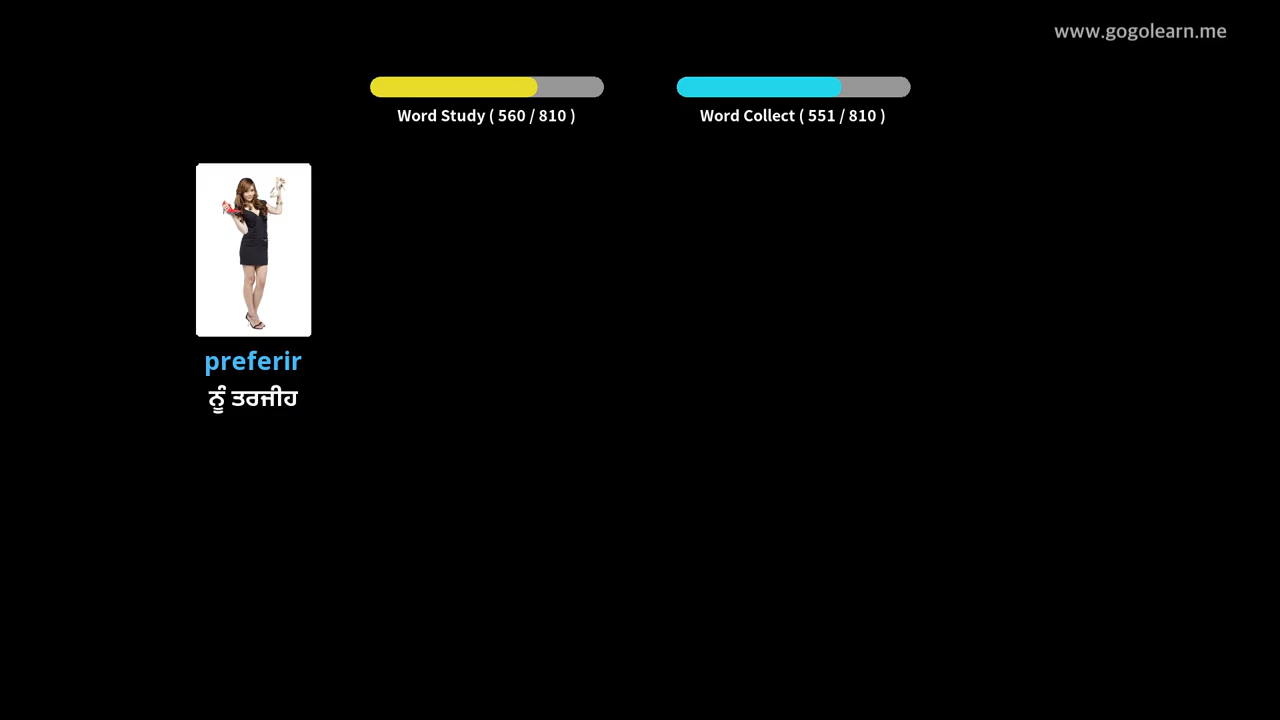 www.gogolearn.me
Word Study ( 560 / 810 )
Word Collect ( 551 / 810 )
preferir
ਨੂੰ ਤਰਜੀਹ